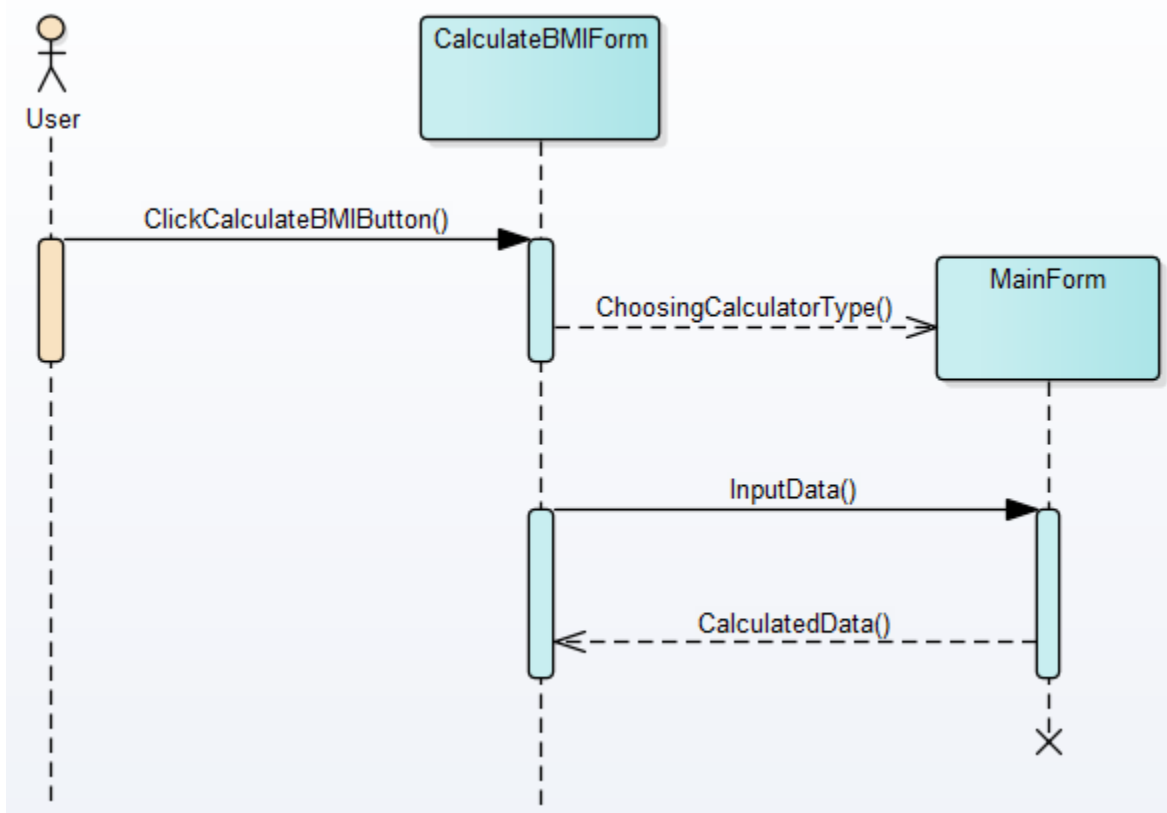 CalculateBMIForm
User
ClickCalculateBMIButton()
MainForm
ChoosingCalculatorType()
InputData()
CalculatedData()